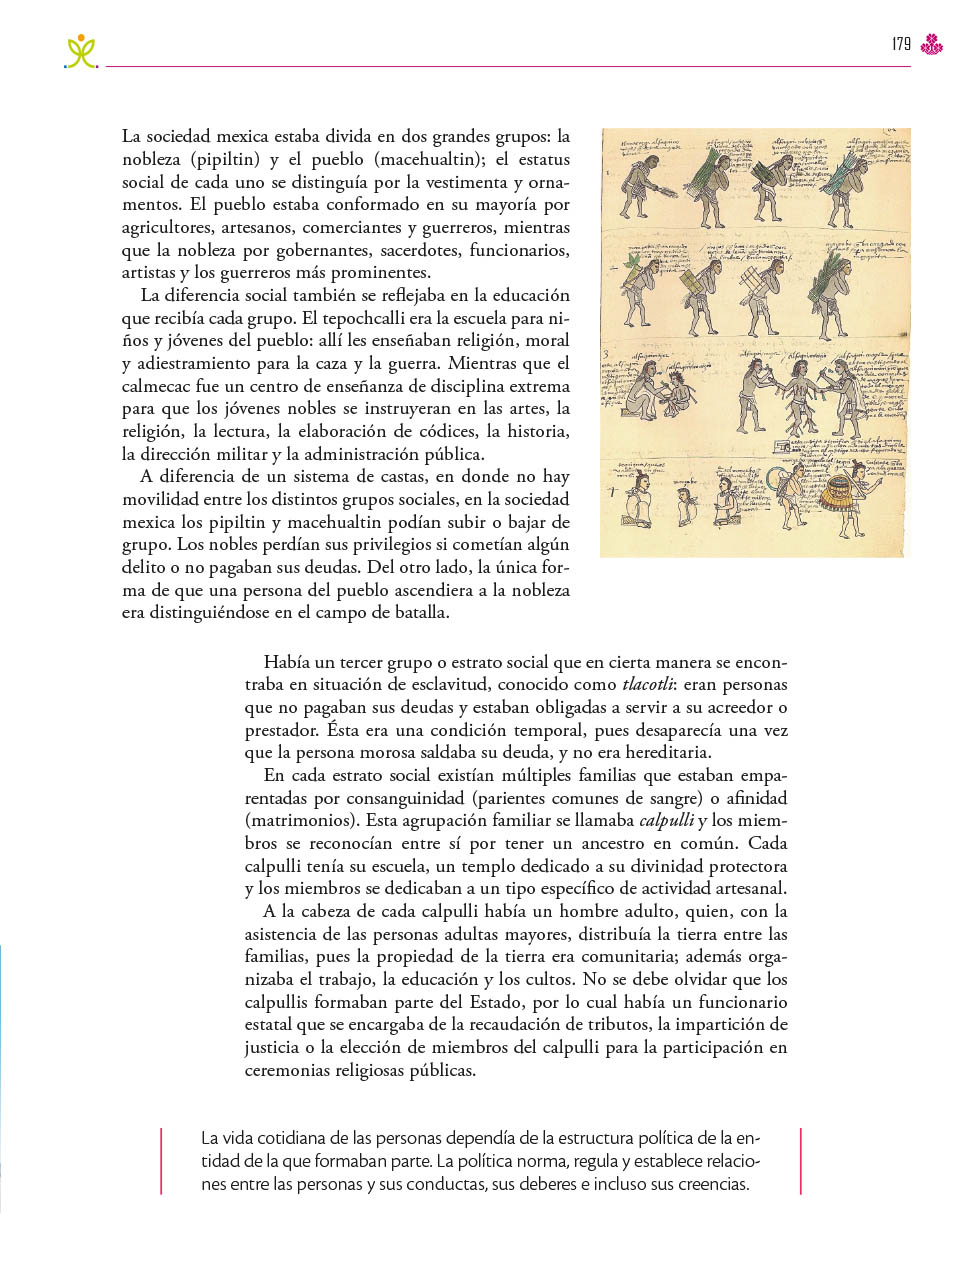 179
La sociedad mexica estaba divida en dos grandes grupos: la
nobleza (pipiltin) y el pueblo (macehualtin); el estatus
social de cada uno se distinguía por la vestimenta y orna-
mentos. El pueblo estaba conformado en su mayoría por
agricultores, artesanos, comerciantes y guerreros, mientras
que la nobleza por gobernantes, sacerdotes, funcionarios,
artistas y los guerreros más prominentes.
La diferencia social también se reflejaba en la educación
que recibía cada grupo. El tepochcalli era la escuela para ni-
ños y jóvenes del pueblo: allí les enseñaban religión, moral
y adiestramiento para la caza y la guerra. Mientras que el
calmecac fue un centro de enseñanza de disciplina extrema
para que los jóvenes nobles se instruyeran en las artes, la
religión, la lectura, la elaboración de códices, la historia,
la dirección militar y la administración pública.
A diferencia de un sistema de castas, en donde no hay
movilidad entre los distintos grupos sociales, en la sociedad
mexica los pipiltin y macehualtin podían subir o bajar de
grupo. Los nobles perdían sus privilegios si cometían algún
delito o no pagaban sus deudas. Del otro lado, la única for-
ma de que una persona del pueblo ascendiera a la nobleza
era distinguiéndose en el campo de batalla.
Había un tercer grupo o estrato social que en cierta manera se encon-
traba en situación de esclavitud, conocido como tlacotli: eran personas
que no pagaban sus deudas y estaban obligadas a servir a su acreedor o
prestador. Ésta era una condición temporal, pues desaparecía una vez
que la persona morosa saldaba su deuda, y no era hereditaria.
En cada estrato social existían múltiples familias que estaban empa-
rentadas por consanguinidad (parientes comunes de sangre) o afinidad
(matrimonios). Esta agrupación familiar se llamaba calpulli y los miem-
bros se reconocían entre sí por tener un ancestro en común. Cada
calpulli tenía su escuela, un templo dedicado a su divinidad protectora
y los miembros se dedicaban a un tipo específico de actividad artesanal.
A la cabeza de cada calpulli había un hombre adulto, quien, con la
asistencia de las personas adultas mayores, distribuía la tierra entre las
familias, pues la propiedad de la tierra era comunitaria; además orga-
nizaba el trabajo, la educación y los cultos. No se debe olvidar que los
calpullis formaban parte del Estado, por lo cual había un funcionario
estatal que se encargaba de la recaudación de tributos, la impartición de
justicia o la elección de miembros del calpulli para la participación en
ceremonias religiosas públicas.
La vida cotidiana de las personas dependía de la estructura política de la en-
tidad de la que formaban parte. La política norma, regula y establece relacio-
nes entre las personas y sus conductas, sus deberes e incluso sus creencias.